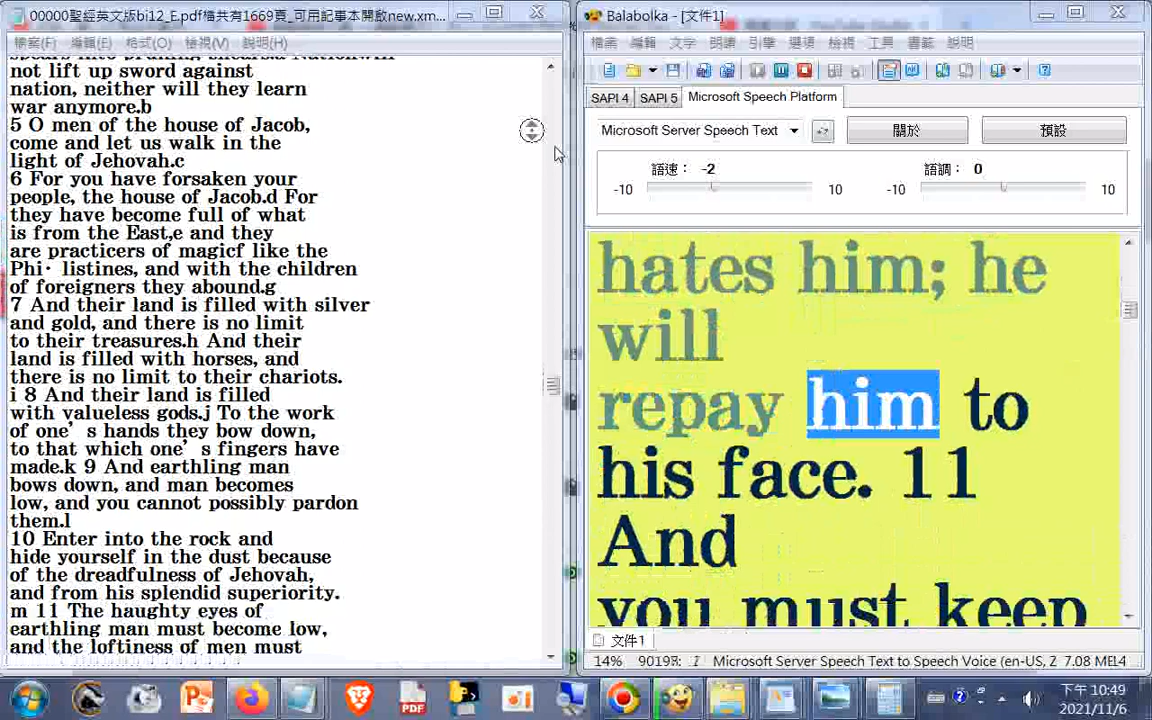 00000聖經英文版bi12_E.pdf檔共有1669頁_可用記事本開啟new.xm...
檔案(F) 編輯(E) 格式(O) 檢視(V) 說明(H)
not lift up sword against
nation, neither will they learn
war anymore.b
5 O men of the house of Jacob,
come and let us walk in the
light of Jehovah.c
6 For you have forsaken your
people, the house of Jacob.d For
they have become full of what
is from the East,e and they
are practicers of magicf like the
Phi· listines, and with the children
of foreigners they abound.g
7 And their land is filled with silver
and gold, and there is no limit
to their treasures.h And their
land is filled with horses, and
there is no limit to their chariots.
i 8 And their land is filled
with valueless gods.j To the work
of one’s hands they bow down,
to that which one’s fingers have
made.k 9 And earthling man
bows down, and man becomes
low, and you cannot possibly pardon
them.l
10 Enter into the rock and
hide yourself in the dust because
of the dreadfulness of Jehovah,
and from his splendid superiority.
m 11 The haughty eyes of
earthling man must become low,
and the loftiness of men must
Balabolka - [文件1]
檔案 編輯 文字 朗讀 引擎 選項 檢視 工具 書籤 說明
SAPI 4 SAPI 5 Microsoft Speech Platform
Microsoft Server Speech Text 關於 預設
語速： -2 語調： 0
-10 10 -10 10
hates him; he
will
repay him to
his face. 11
And
you must keep
文件1
14% Microsoft Server Speech Text to Speech Voice (en-US, Z 7.08 MB
PDF
下午 10:49
2021/11/6